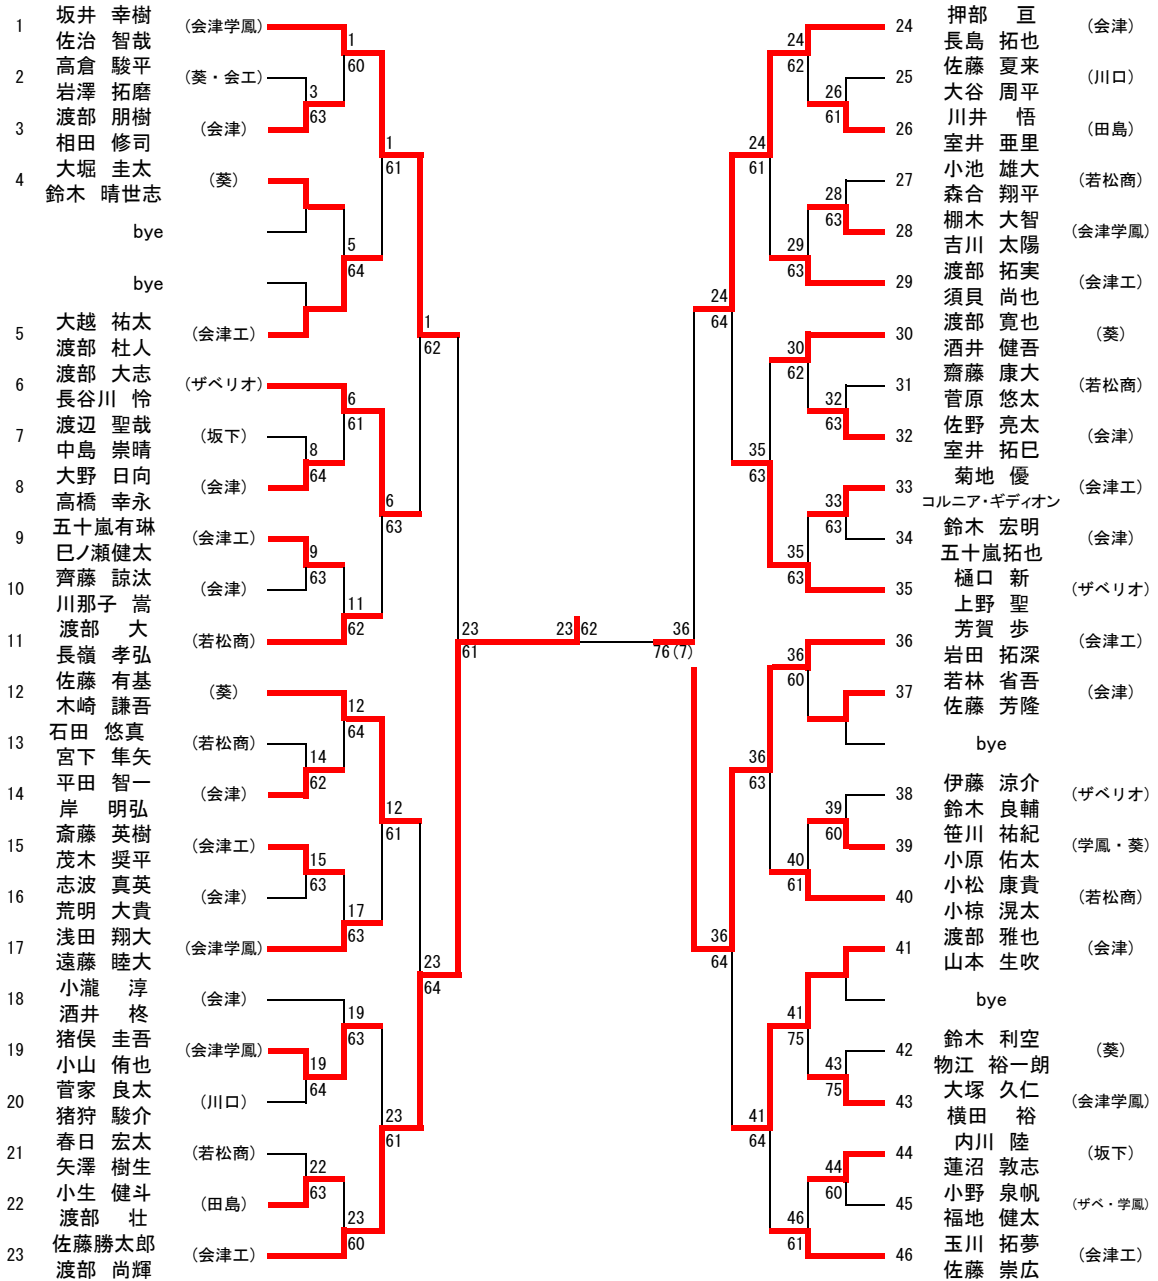 1 坂井 幸樹 (会津学鳳)
佐治 智哉
2 高倉 駿平 (葵・会工)
岩澤 拓磨
3 渡部 朋樹 (会津)
相田 修司
4 大堀 圭太 (葵)
鈴木 晴世志
bye
bye
5 大越 祐太 (会津工)
渡部 杜人
6 渡部 大志 (ザベリオ)
長谷川 怜
7 渡辺 聖哉 (坂下)
中島 崇晴
8 大野 日向 (会津)
高橋 幸永
9 五十嵐有琳 (会津工)
巳ノ瀬健太
10 齊藤 諒汰 (会津)
川那子 嵩
11 渡部 大 (若松商)
長嶺 孝弘
12 佐藤 有基 (葵)
木崎 謙吾
13 石田 悠真 (若松商)
宮下 隼矢
14 平田 智一 (会津)
岸 明弘
15 斎藤 英樹 (会津工)
茂木 奨平
16 志波 真英 (会津)
荒明 大貴
17 浅田 翔大 (会津学鳳)
遠藤 睦大
18 小瀧 淳 (会津)
酒井 柊
19 猪俣 圭吾 (会津学鳳)
小山 侑也
20 菅家 良太 (川口)
猪狩 駿介
21 春日 宏太 (若松商)
矢澤 樹生
22 小生 健斗 (田島)
渡部 壮
23 佐藤勝太郎 (会津工)
渡部 尚輝
1
60
3
63
1
61
5
64
1
62
6
61
8
64
6
63
9
63
11
62
23
61
12
64
14
62
12
61
15
63
17
63
23
64
19
63
19
64
23
61
22
63
23
60
23 62
36
76(7)
24
62
26
61
24
61
28
63
29
63
24
64
30
62
32
63
35
63
33
63
35
63
36
60
36
63
39
60
40
61
36
64
41
75
43
75
41
64
44
60
46
61
24 押部 亘 (会津)
長島 拓也
25 佐藤 夏来 (川口)
大谷 周平
26 川井 悟 (田島)
室井 亜里
27 小池 雄大 (若松商)
森合 翔平
28 棚木 大智 (会津学鳳)
吉川 太陽
29 渡部 拓実 (会津工)
須貝 尚也
30 渡部 寛也 (葵)
酒井 健吾
31 齋藤 康大 (若松商)
菅原 悠太
32 佐野 亮太 (会津)
室井 拓巳
33 菊地 優 (会津工)
コルニア・ギディオン
34 鈴木 宏明 (会津)
五十嵐拓也
35 樋口 新 (ザベリオ)
上野 聖
36 芳賀 歩 (会津工)
岩田 拓深
37 若林 省吾 (会津)
佐藤 芳隆
bye
38 伊藤 涼介 (ザベリオ)
鈴木 良輔
39 笹川 祐紀 (学鳳・葵)
小原 佑太
40 小松 康貴 (若松商)
小椋 滉太
41 渡部 雅也 (会津)
山本 生吹
bye
42 鈴木 利空 (葵)
物江 裕一朗
43 大塚 久仁 (会津学鳳)
横田 裕
44 内川 陸 (坂下)
蓮沼 敦志
45 小野 泉帆 (ザベ・学鳳)
福地 健太
46 玉川 拓夢 (会津工)
佐藤 崇広